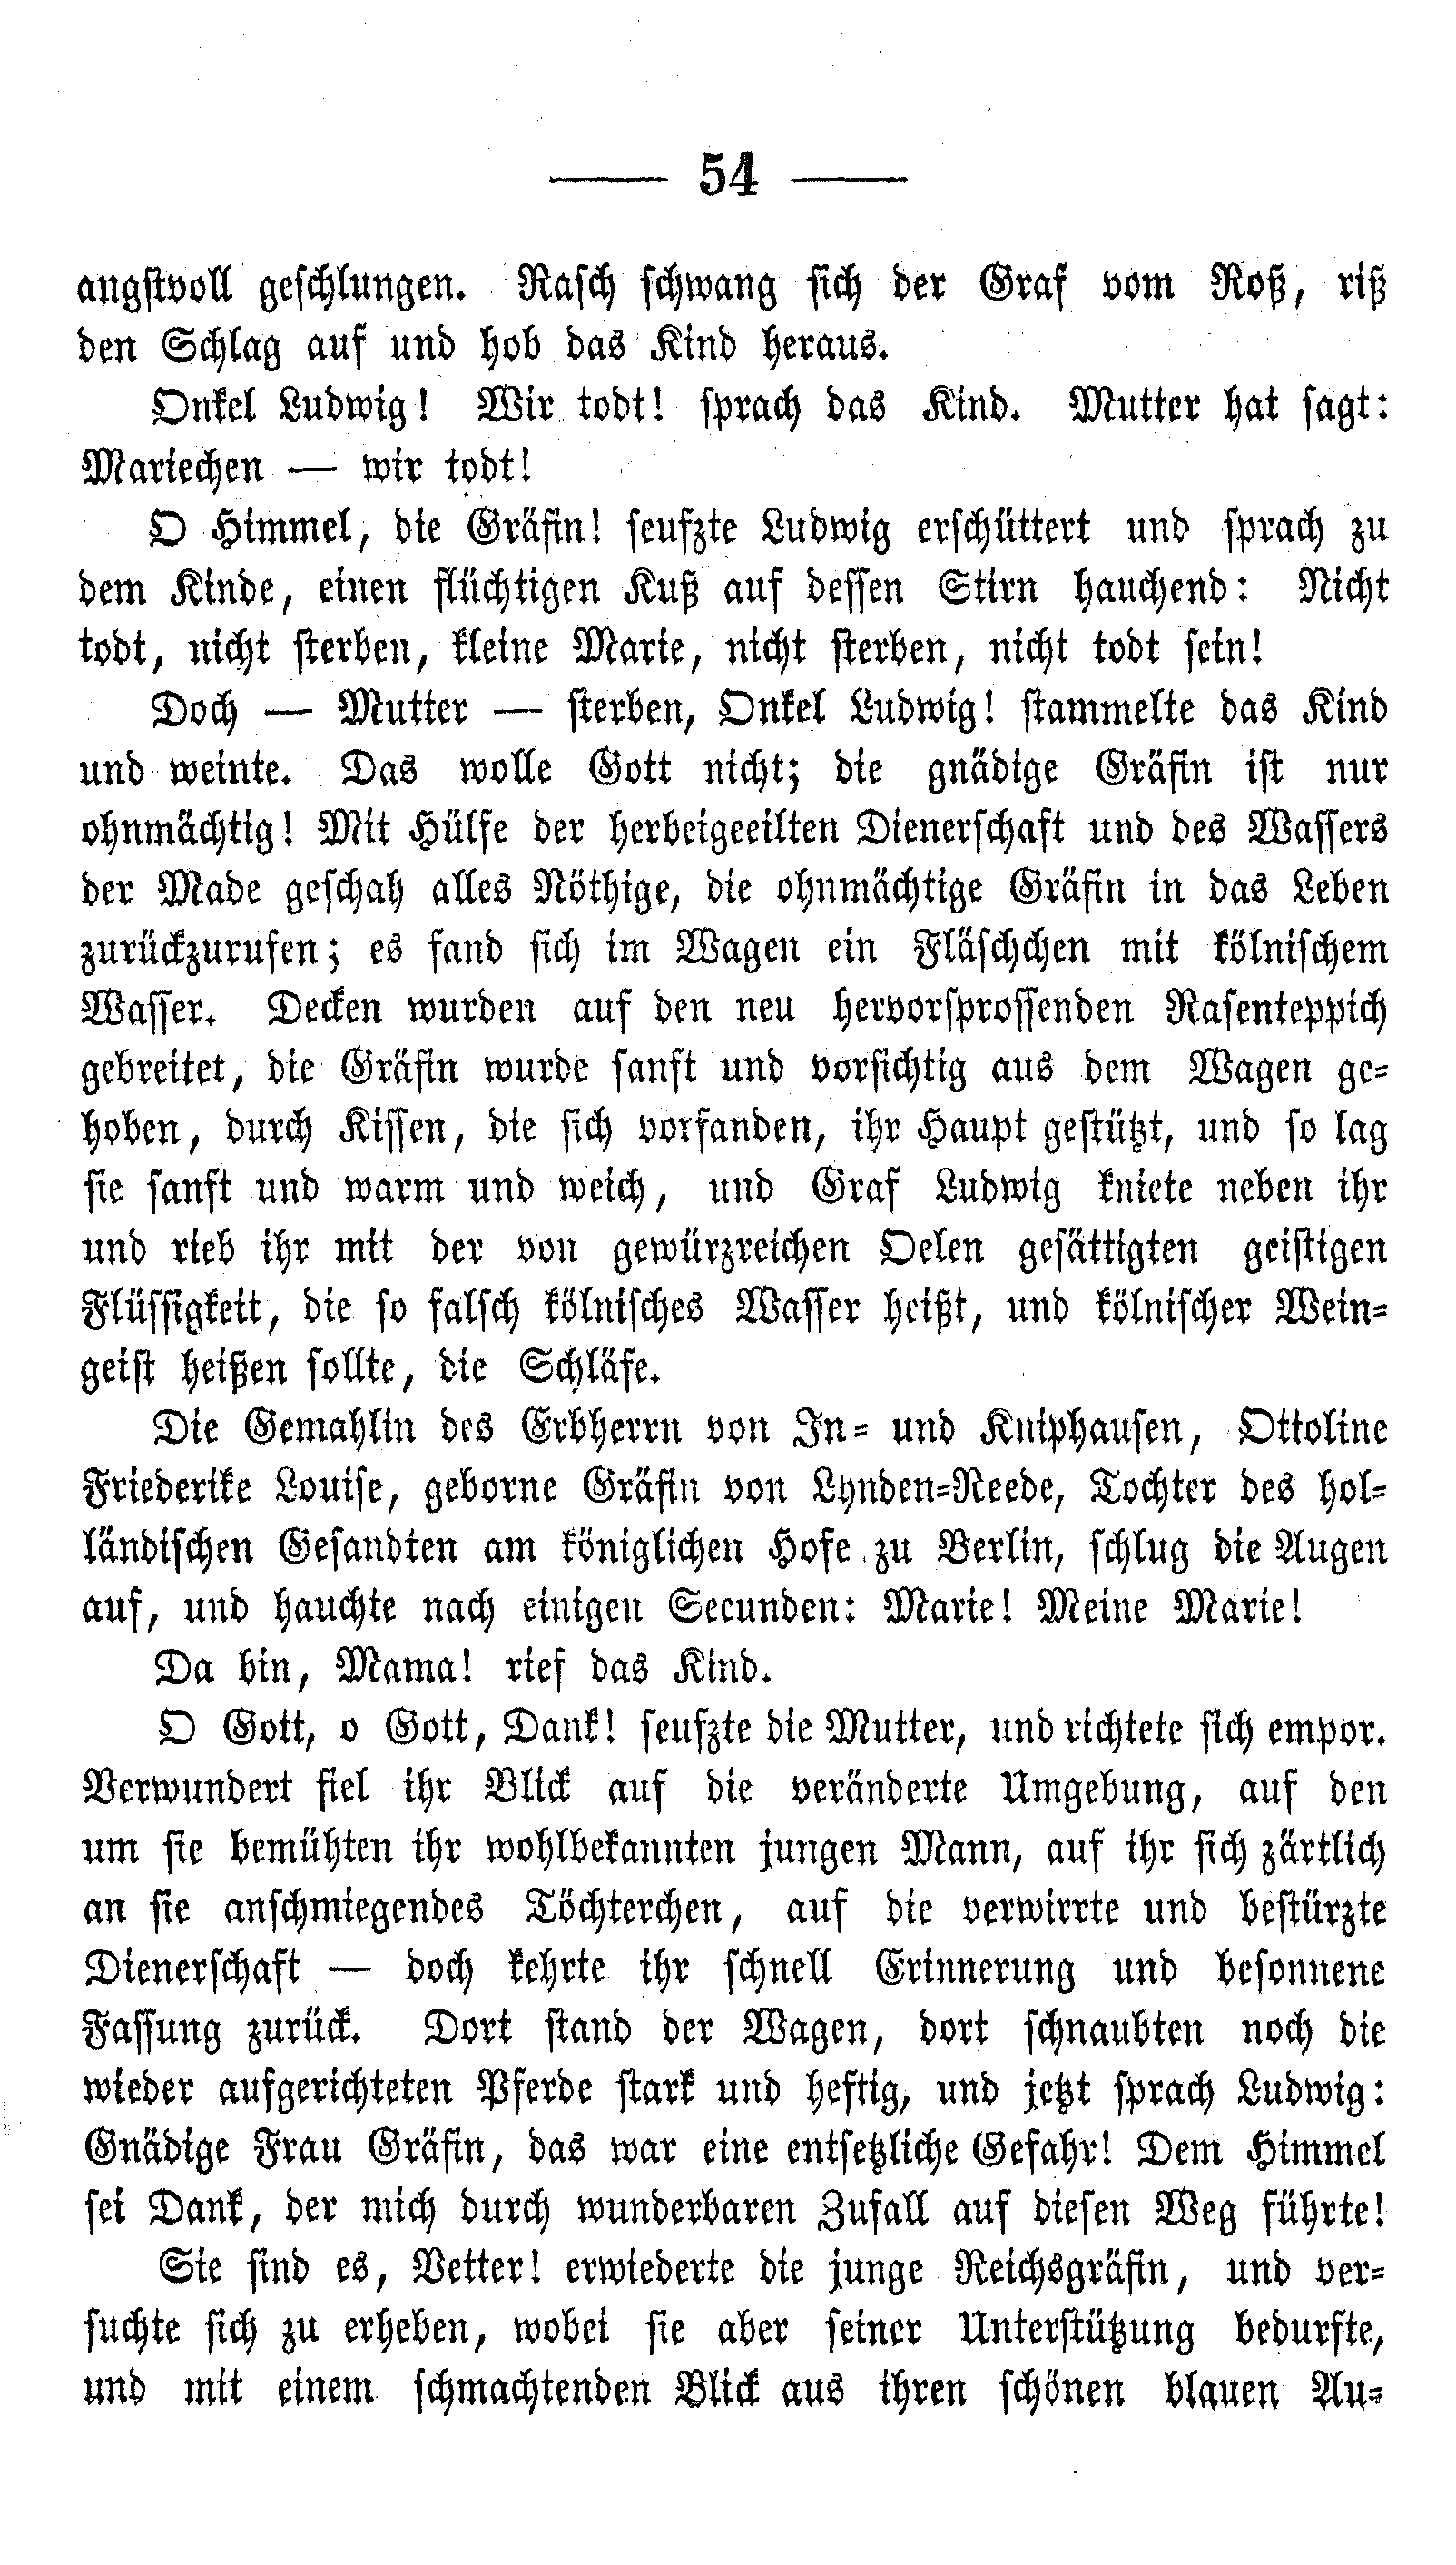 — 54 —
angstvoll geschlungen. Rasch schwang sich der Graf vom Roß, riß
den Schlag auf und hob das Kind heraus.
Onkel Ludwig! Wir todt! sprach das Kind. Mutter hat sagt:
Mariechen — wir todt!
O Himmel, die Gräfin! seufzte Ludwig erschüttert und sprach zu
dem Kinde, einen flüchtigen Kuß auf dessen Stirn hauchend: Nicht
todt, nicht sterben, kleine Marie, nicht sterben, nicht todt sein!
Doch — Mutter — sterben, Onkel Ludwig! stammelte das Kind
und weinte. Das wolle Gott nicht; die gnädige Gräfin ist nur
ohnmächtig! Mit Hülfe der herbeigeeilten Dienerschaft und des Wassers
der Made geschah alles Nöthige, die ohnmächtige Gräfin in das Leben
zurückzurufen; es fand sich im Wagen ein Fläschchen mit kölnischem
Wasser. Decken wurden auf den neu hervorsprossenden Rasenteppich
gebreitet, die Gräfin wurde sanft und vorsichtig aus dem Wagen ge-
hoben, durch Kissen, die sich vorfanden, ihr Haupt gestützt, und so lag
sie sanft und warm und weich, und Graf Ludwig kniete neben ihr
und rieb ihr mit der von gewürzreichen Oelen gesättigten geistigen
Flüssigkeit, die so falsch kölnisches Wasser heißt, und kölnischer Wein-
geist heißen sollte, die Schläfe.
Die Gemahlin des Erbherrn von In- und Kniphausen, Ottoline
Friederike Louise, geborne Gräfin von Lynden-Reede, Tochter des hol-
ländischen Gesandten am königlichen Hofe zu Berlin, schlug die Augen
auf, und hauchte nach einigen Secunden: Marie! Meine Marie!
Da bin, Mama! rief das Kind.
O Gott, o Gott, Dank! seufzte die Mutter, und richtete sich empor.
Verwundert fiel ihr Blick auf die veränderte Umgebung, auf den
um sie bemühten ihr wohlbekannten jungen Mann, auf ihr sich zärtlich
an sie anschmiegendes Töchterchen, auf die verwirrte und bestürzte
Dienerschaft — doch kehrte ihr schnell Erinnerung und besonnene
Fassung zurück. Dort stand der Wagen, dort schnaubten noch die
wieder aufgerichteten Pferde stark und heftig, und jetzt sprach Ludwig:
Gnädige Frau Gräfin, das war eine entsetzliche Gefahr! Dem Himmel
sei Dank, der mich durch wunderbaren Zufall auf diesen Weg führte!
Sie sind es, Vetter! erwiederte die junge Reichsgräfin, und ver-
suchte sich zu erheben, wobei sie aber seiner Unterstützung bedurfte,
und mit einem schmachtenden Blick aus ihren schönen blauen Au-